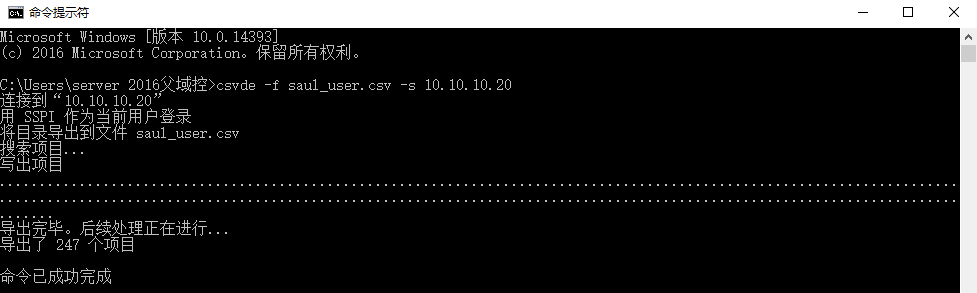 命令提示符
Microsoft Windows [版本 10.0.14393]
(c) 2016 Microsoft Corporation。保留所有权利。
C:\Users\server 2016父域控>csvde -f saul_user.csv -s 10.10.10.20
连接到“10.10.10.20”
用 SSPI 作为当前用户登录
将目录导出到文件 saul_user.csv
搜索项目...
写出项目
.......................................................................................................................
.......................................................................................................................
.......
导出完毕。后续处理正在进行...
导出了 247 个项目
命令已成功完成